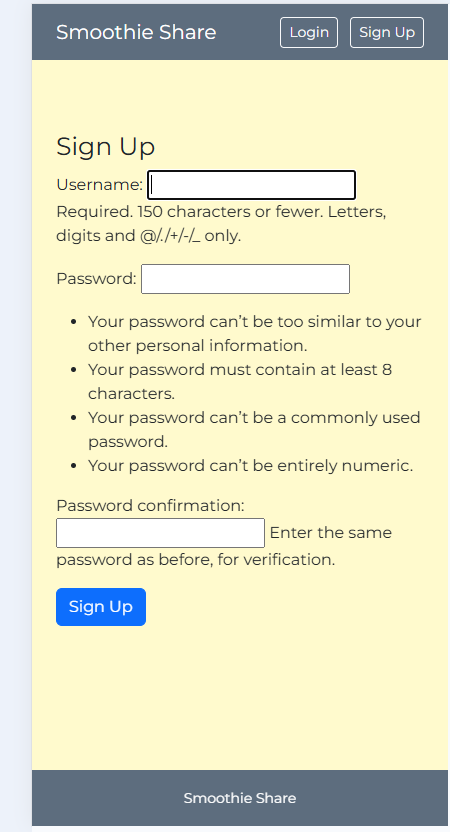 Smoothie Share
Login
Sign Up
Sign Up
Username:
Required. 150 characters or fewer. Letters,
digits and @/./+/-/_ only.
Password:
• Your password can’t be too similar to your
other personal information.
• Your password must contain at least 8
characters.
• Your password can’t be a commonly used
password.
• Your password can’t be entirely numeric.
Password confirmation:
Enter the same
password as before, for verification.
Sign Up
Smoothie Share